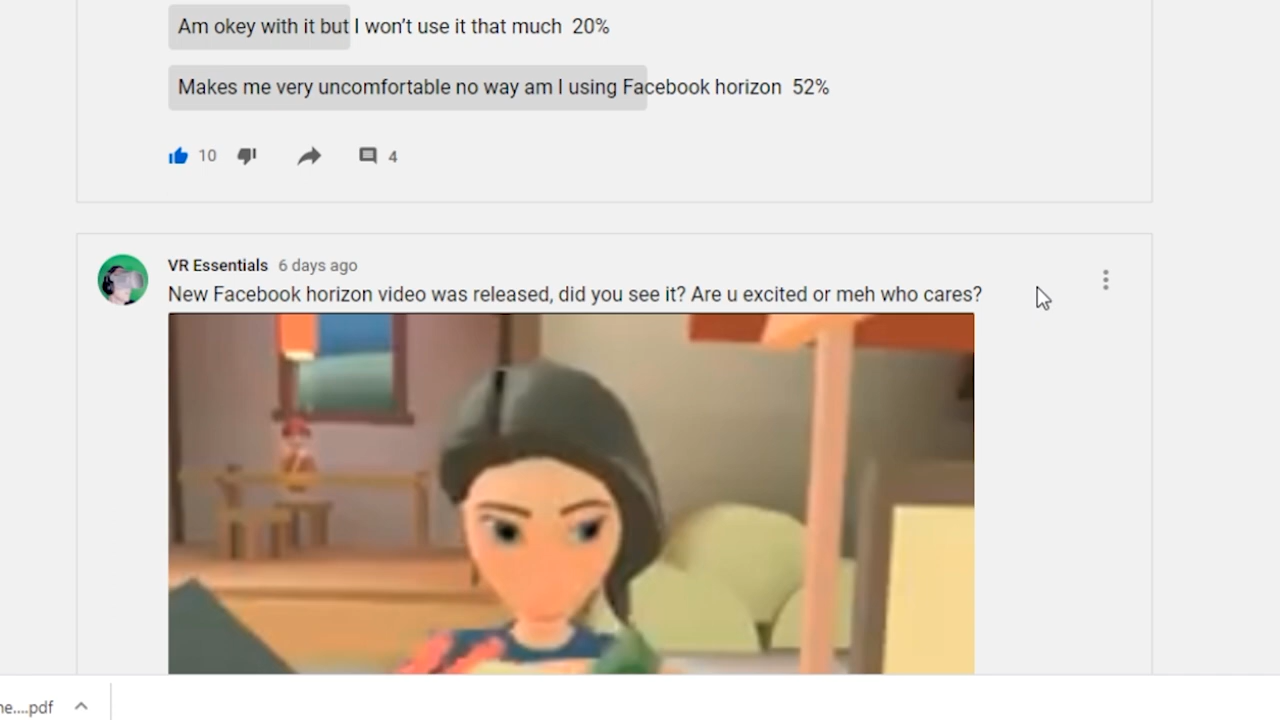 Am okey with it but I won't use it that much 20%
Makes me very uncomfortable no way am I using Facebook horizon 52%
10 4
VR Essentials 6 days ago
New Facebook horizon video was released, did you see it? Are u excited or meh who cares?
ne....pdf